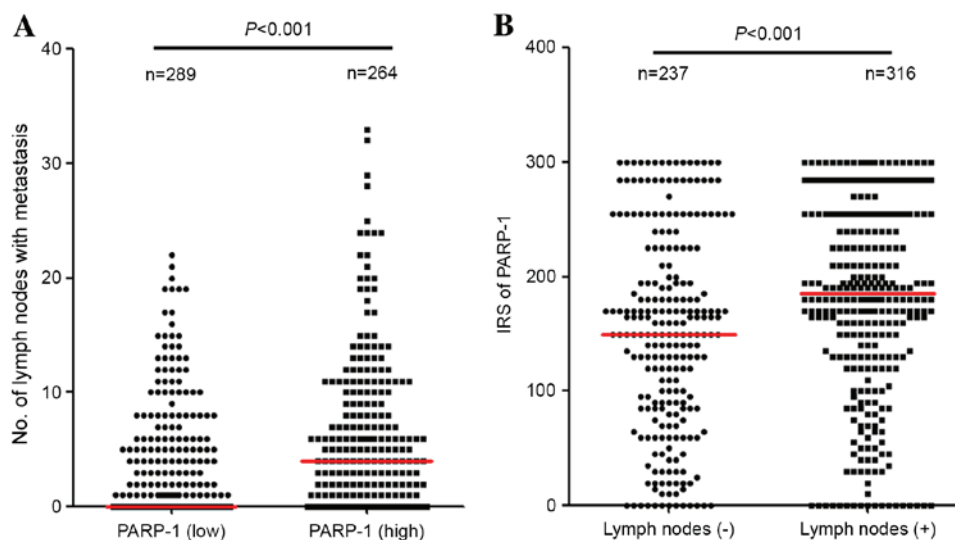 A
P<0.001
n=289
n=264
No. of lymph nodes with metastasis
40
30
20
10
0
PARP-1 (low)
PARP-1 (high)
B
P<0.001
n=237
n=316
IRS of PARP-1
400
300
200
100
0
Lymph nodes (-)
Lymph nodes (+)